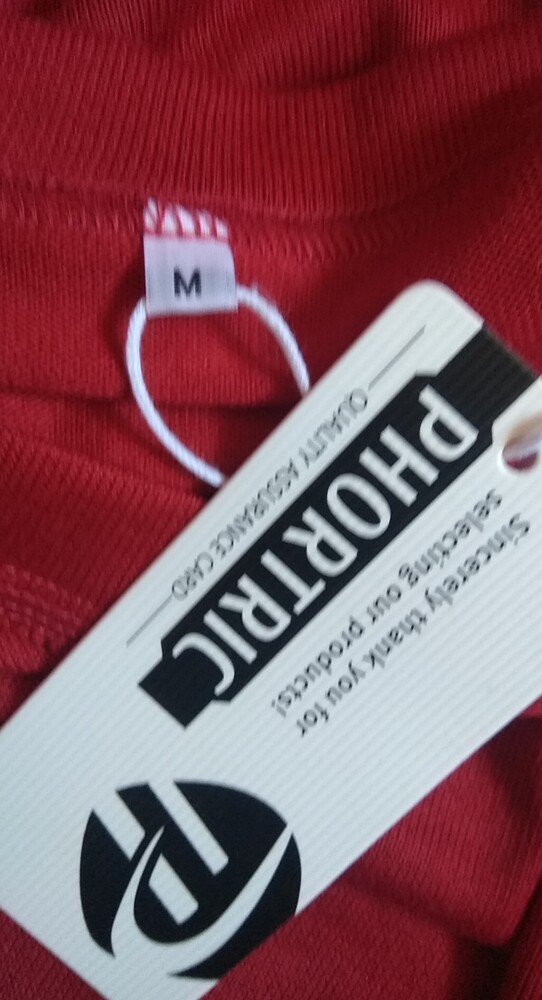 M
PHORTRIC
QUALITY ASSURANCE CARD
Sincerely thank you for
selecting our products!